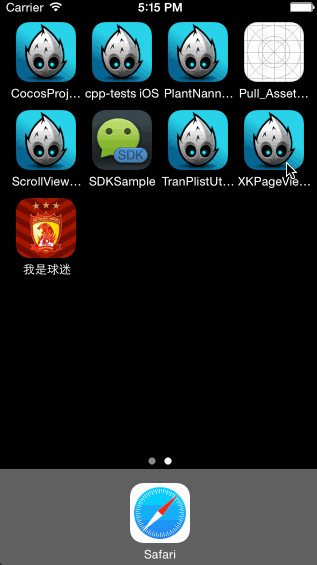 Carrier 5:15 PM
CocosProj... cpp-tests iOS PlantNann... Pull_Asset...
SDK
ScrollView... SDKSample TranPlistUt... XKPageVie...
我是球迷
Safari